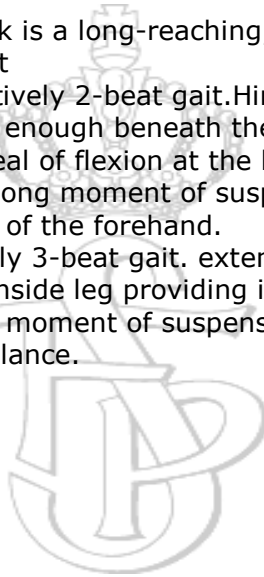 k is a long-reaching
t
tively 2-beat gait.Hin
enough beneath the
eal of flexion at the
ong moment of susp
of the forehand.
ly 3-beat gait. exten
nside leg providing i
moment of suspens
lance.